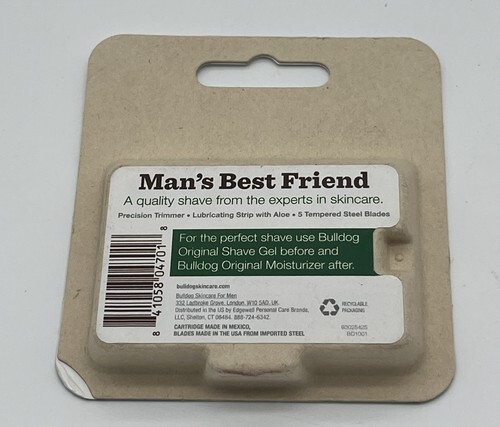 Man's Best Friend
A quality shave from the experts in skincare.
Precision Trimmer • Lubricating Strip with Aloe • 5 Tempered Steel Blades
For the perfect shave use Bulldog
Original Shave Gel before and
Bulldog Original Moisturizer after.
8 41058 04701 8
bulldogskincare.com
Bulldog Skincare For Men
332 Ladbroke Grove, London, W10 5AD, UK.
Distributed in the US by Edgewell Personal Care Brands,
LLC, Shelton, CT 06484. 888-724-6342.
CARTRIDGE MADE IN MEXICO,
BLADES MADE IN THE USA FROM IMPORTED STEEL
RECYCLABLE
PACKAGING